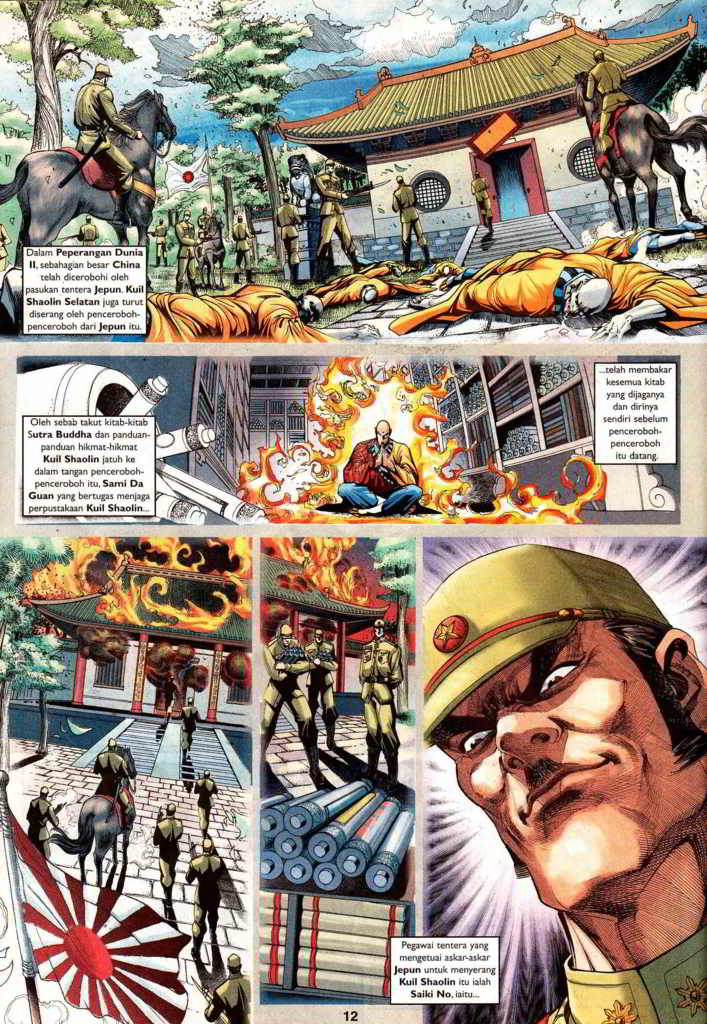 Dalam Peperangan Dunia
II, sebahagian besar China
telah dicerobohi oleh
pasukan tentera Jepun. Kuil
Shaolin Selatan juga turut
diserang oleh penceroboh-
penceroboh dari Jepun itu.
Oleh sebab takut kitab-kitab
Sutra Buddha dan panduan-
panduan hikmat-hikmat
Kuil Shaolin jatuh ke
dalam tangan penceroboh-
penceroboh itu, Sami Da
Guan yang bertugas menjaga
perpustakaan Kuil Shaolin...
...telah membakar
kesemua kitab
yang dijaganya
dan dirinya
sendiri sebelum
penceroboh-
penceroboh
itu datang.
Pegawai tentera yang
mengetuai askar-askar
Jepun untuk menyerang
Kuil Shaolin itu ialah
Saiki No, iaitu...
12